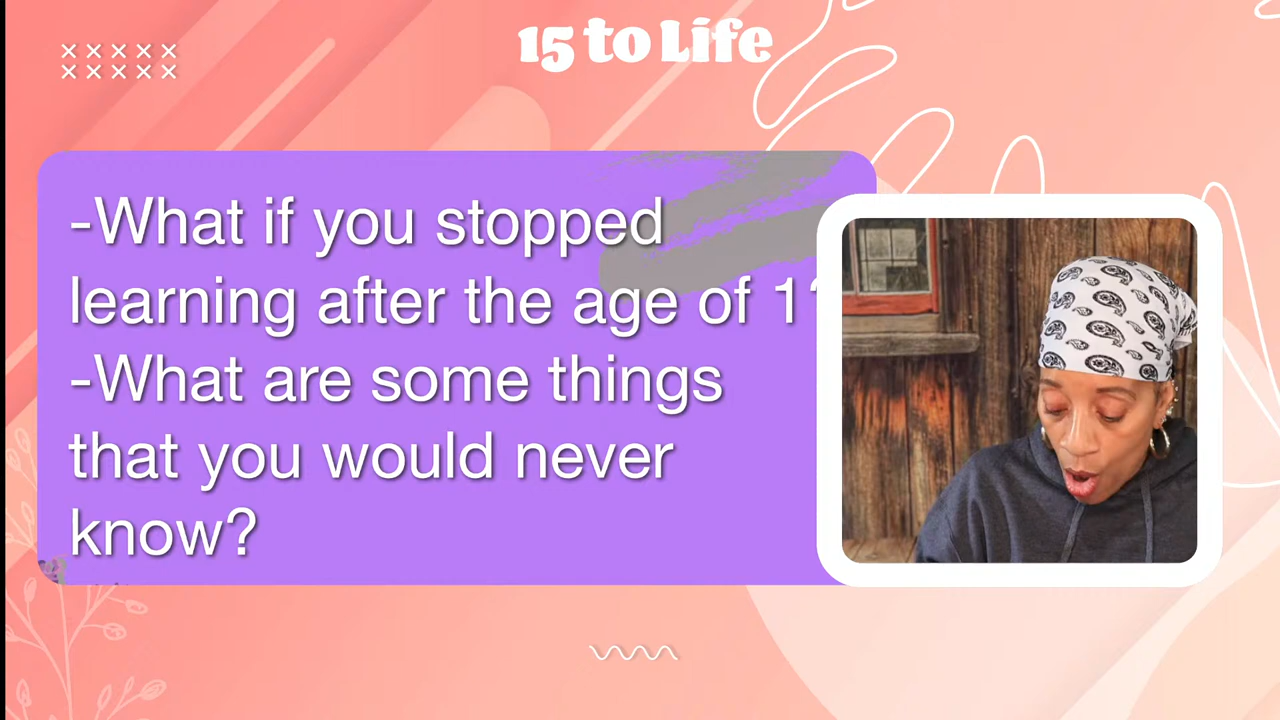 15 to Life
-What if you stopped
learning after the age of 1?
-What are some things
that you would never
know?